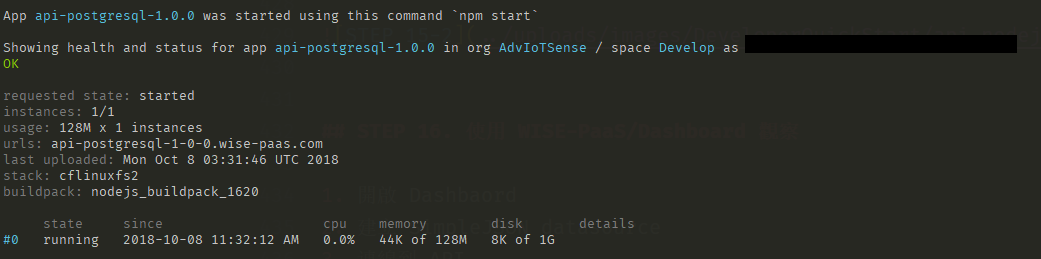 App api-postgresql-1.0.0 was started using this command `npm start`
Showing health and status for app api-postgresql-1.0.0 in org AdvIoTSense / space Develop as
OK
requested state: started
instances: 1/1
usage: 128M x 1 instances
urls: api-postgresql-1-0-0.wise-paas.com
last uploaded: Mon Oct 8 03:31:46 UTC 2018
stack: cflinuxfs2
buildpack: nodejs_buildpack_1620
state since cpu memory disk details
#0 running 2018-10-08 11:32:12 AM 0.0% 44K of 128M 8K of 1G